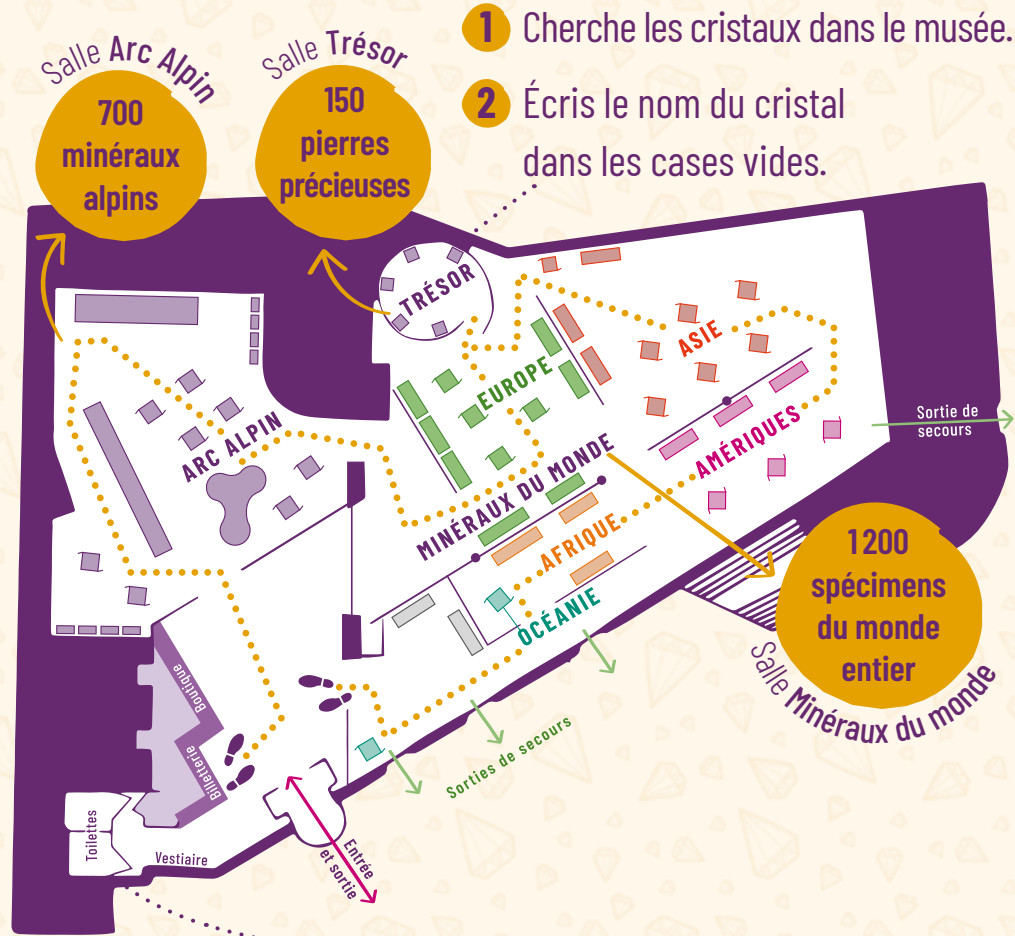 1 Cherche les cristaux dans le musée.
2 Écris le nom du cristal
dans les cases vides.
Salle Arc Alpin
700
minéraux
alpins
Salle Trésor
150
pierres
précieuses
TRÉSOR
ASIE
EUROPE
ARC ALPIN
AMÉRIQUES
Sortie de
secours
MINÉRAUX DU MONDE
AFRIQUE
OCÉANIE
1200
spécimens
du monde
entier
Salle Minéraux du monde
Boutique
Billetterie
Sorties de secours
Toilettes
Vestiaire
Entrée
et sortie